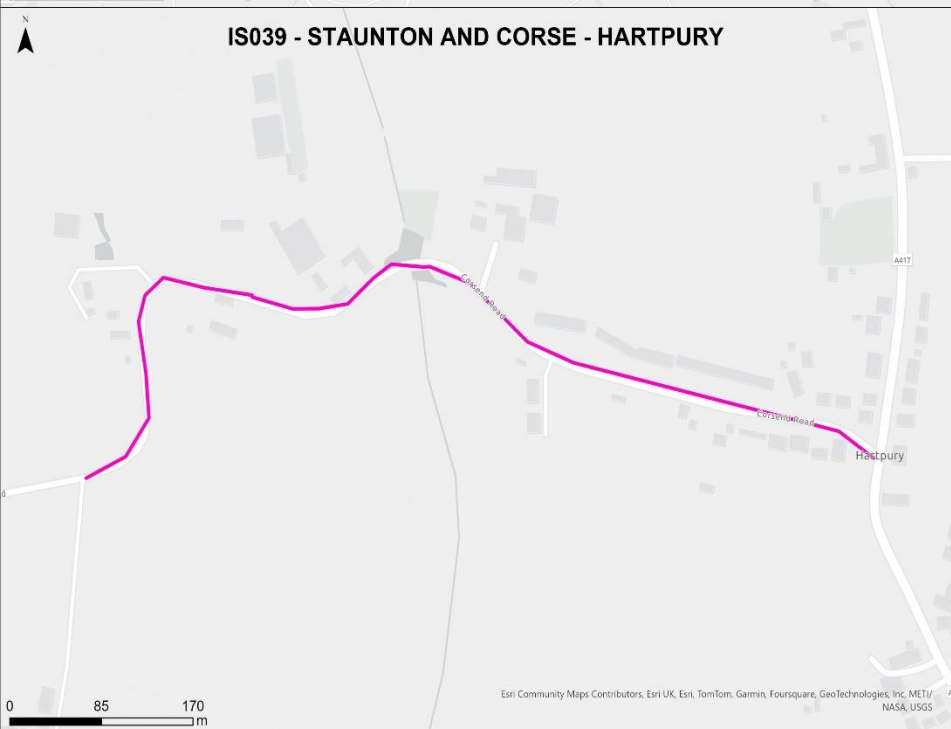 N
IS039 - STAUNTON AND CORSE - HARTPURY
A417
Corsend Road
Corsend Road
Hartpury
d
0 85 170
m
Esri Community Maps Contributors, Esri UK, Esri, TomTom, Garmin, Foursquare, GeoTechnologies, Inc, METI/
NASA, USGS